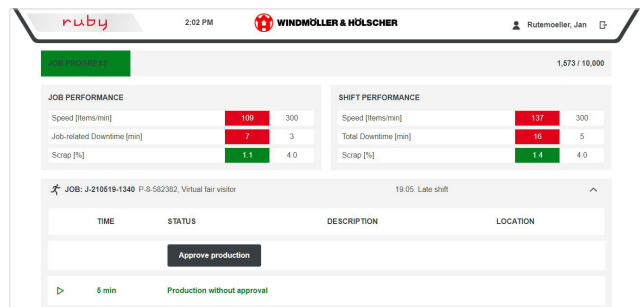 ruby 2:02 PM WINDMÖLLER & HÖLSCHER Rutemoeller, Jan
JOB PROGRESS 1,573 / 10,000
JOB PERFORMANCE SHIFT PERFORMANCE
Speed [Items/min] 109 300 Speed [Items/min] 137 300
Job-related Downtime [min] 7 3 Total Downtime [min] 16 5
Scrap [%] 1.1 4.0 Scrap [%] 1.4 4.0
JOB: J-210519-1340 P-8-582382, Virtual fair visitor 19.05. Late shift
TIME STATUS DESCRIPTION LOCATION
Approve production
5 min Production without approval